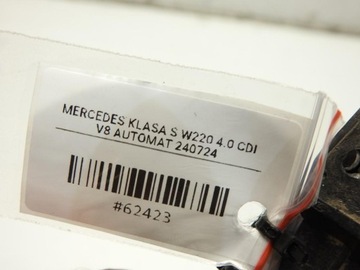 MERCEDES KLASA S W220 4.0 CDI
V8 AUTOMAT 240724
#62423